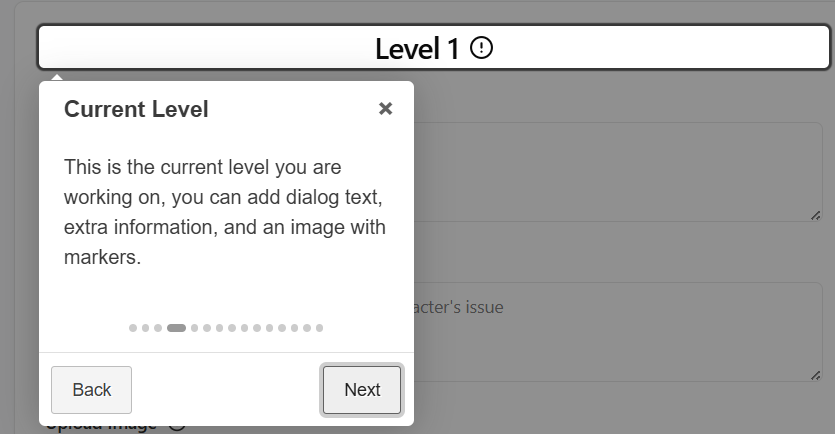 Level 1
Current Level
This is the current level you are
working on, you can add dialog text,
extra information, and an image with
markers.
acter's issue
Back
Next
Upload Image